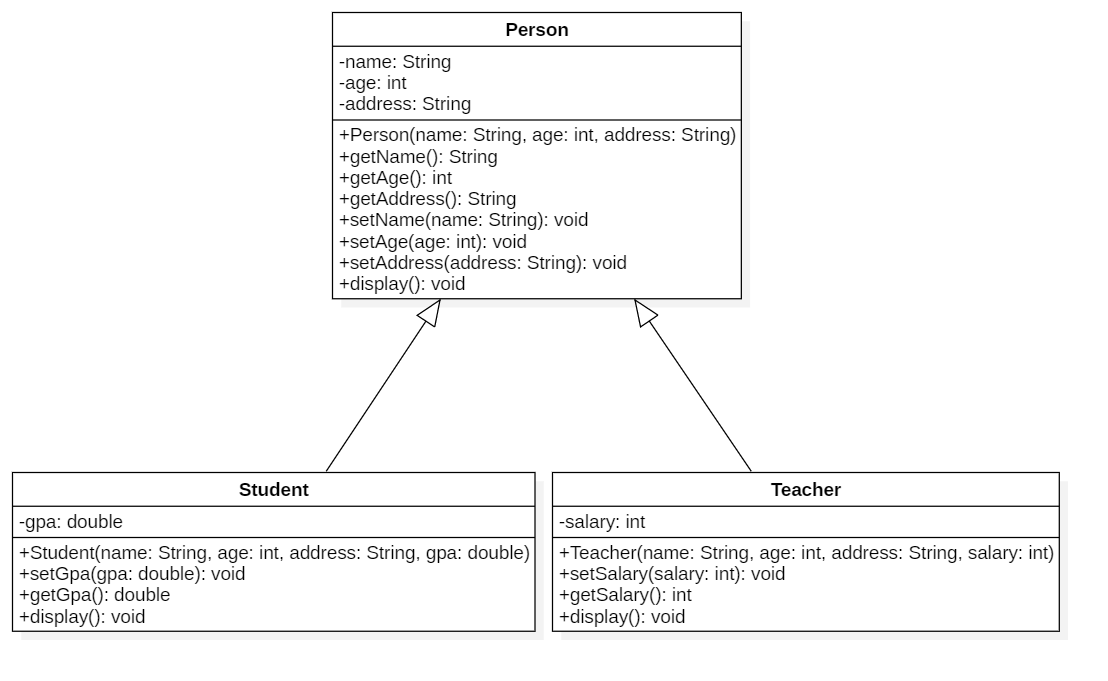 Person
-name: String
-age: int
-address: String
+Person(name: String, age: int, address: String)
+getName(): String
+getAge(): int
+getAddress(): String
+setName(name: String): void
+setAge(age: int): void
+setAddress(address: String): void
+display(): void
Student
-gpa: double
+Student(name: String, age: int, address: String, gpa: double)
+setGpa(gpa: double): void
+getGpa(): double
+display(): void
Teacher
-salary: int
+Teacher(name: String, age: int, address: String, salary: int)
+setSalary(salary: int): void
+getSalary(): int
+display(): void